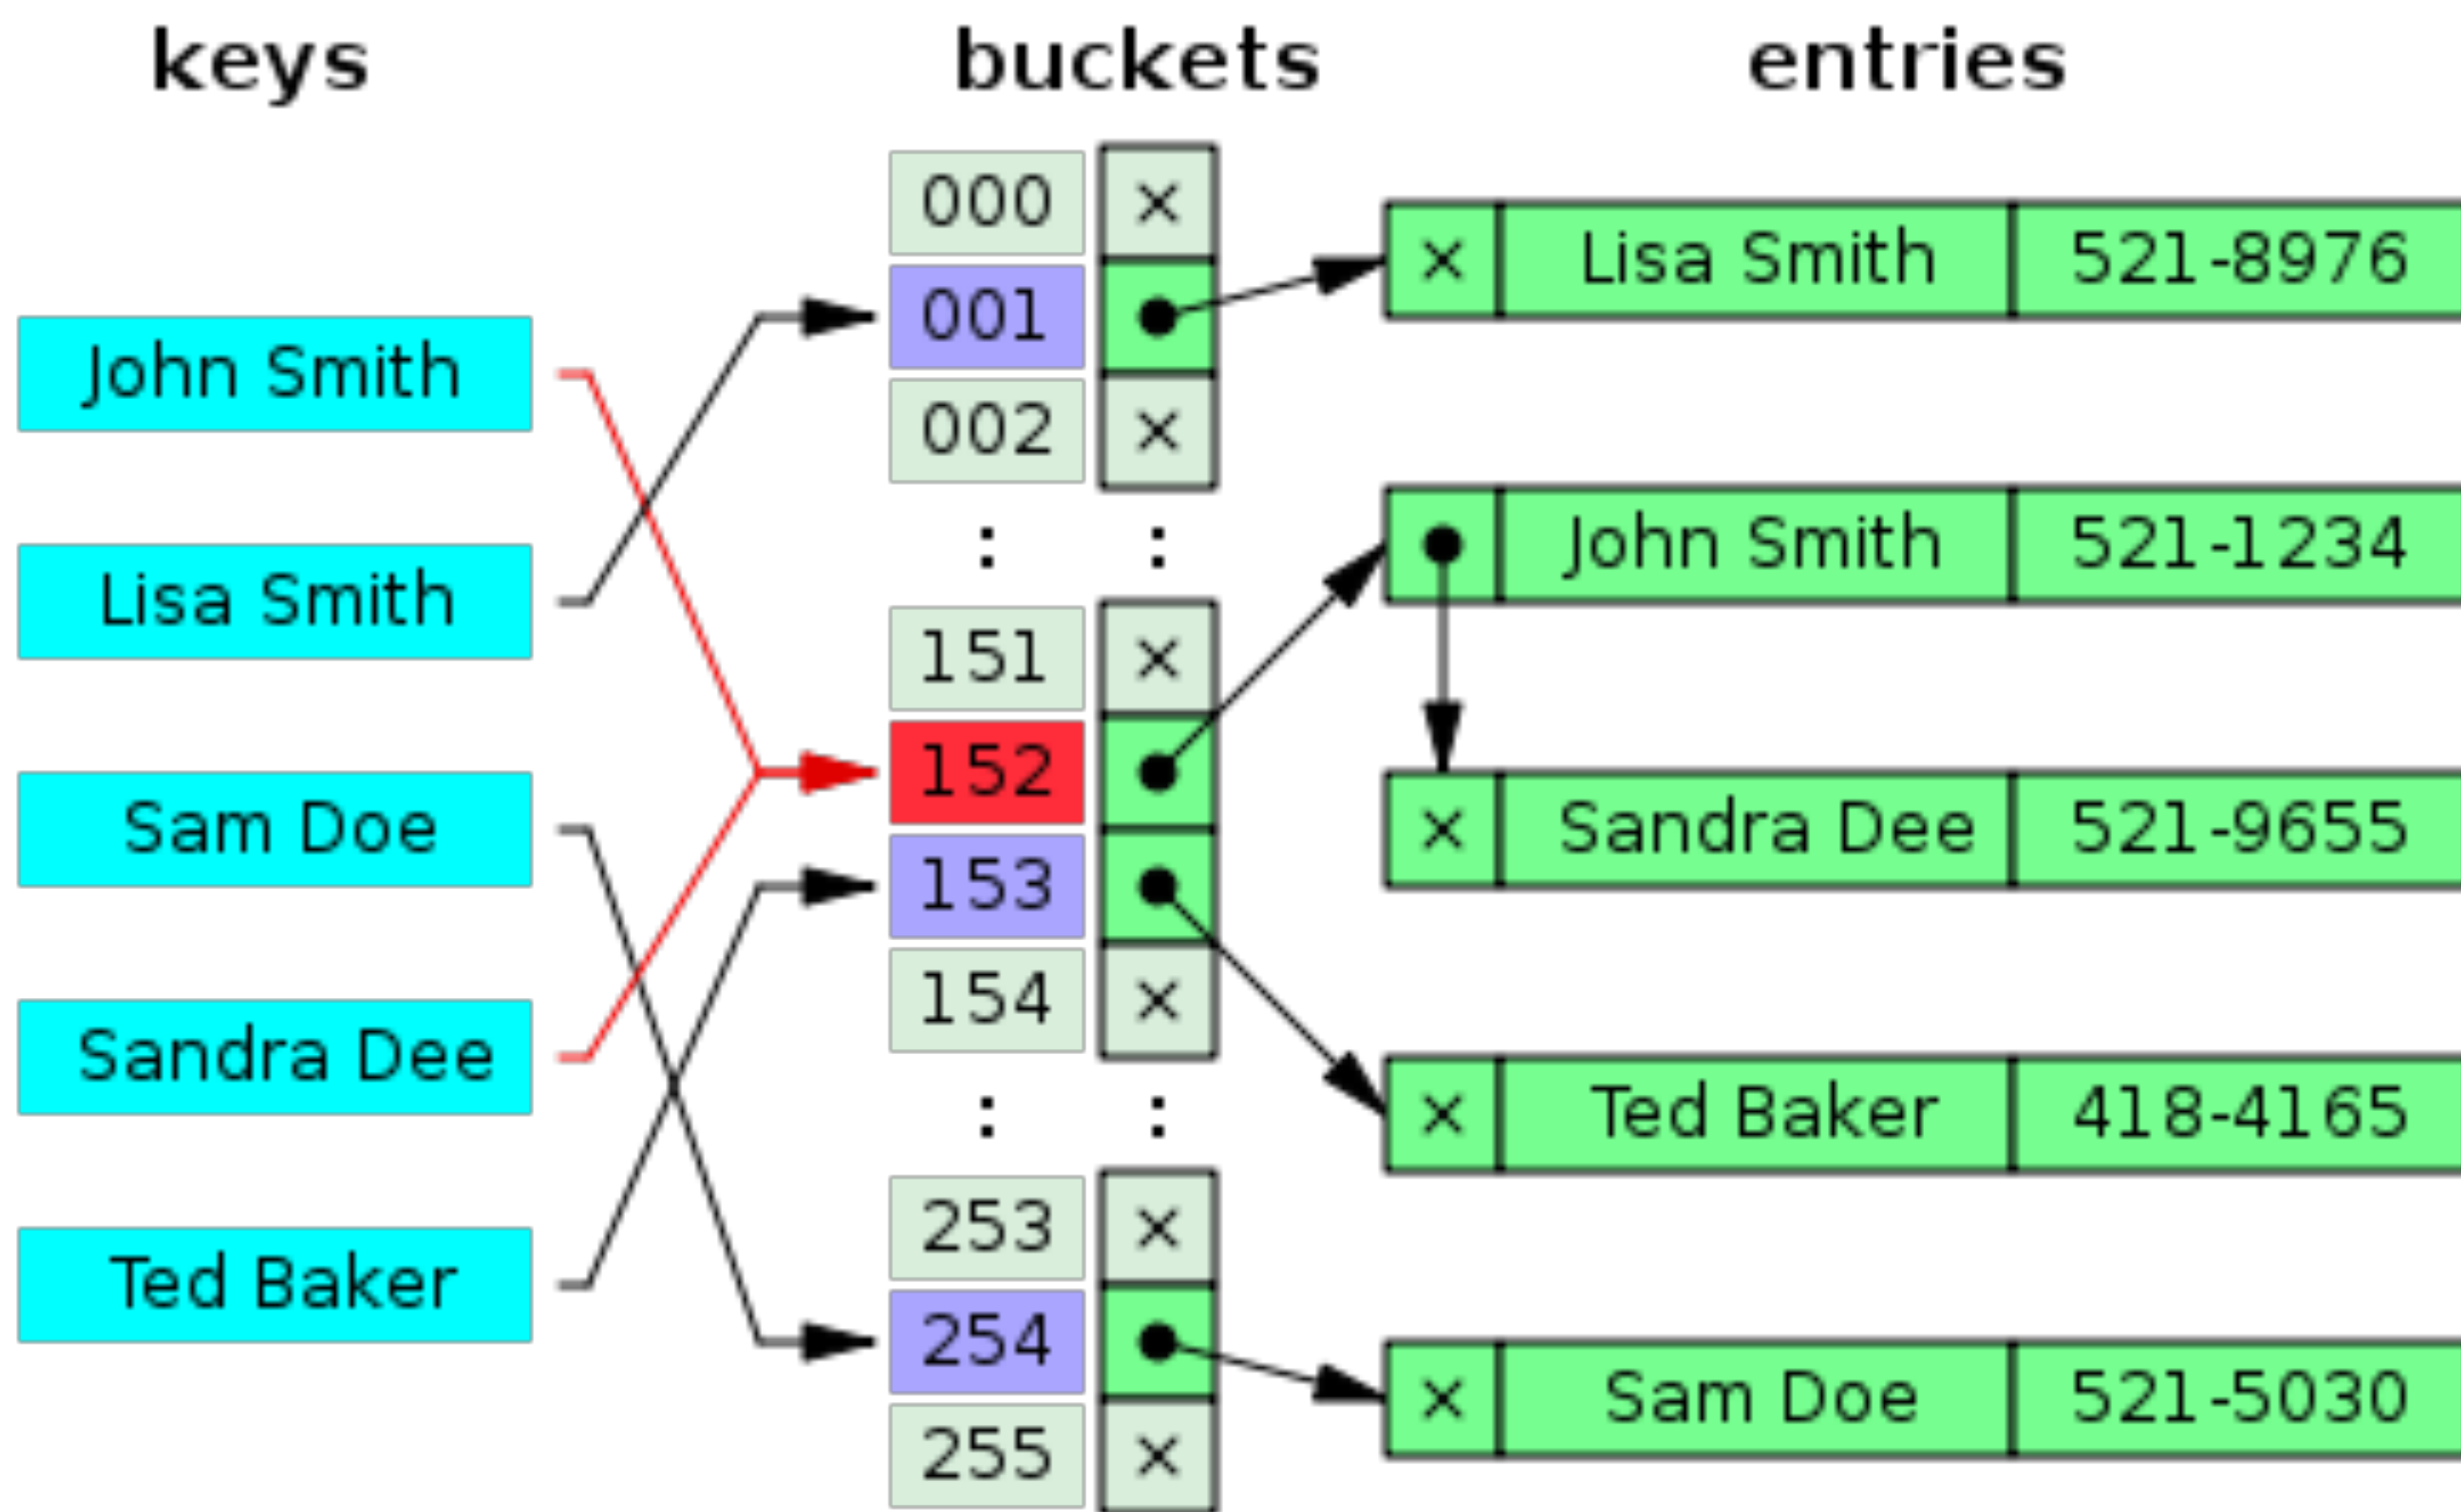 keys
buckets
entries
John Smith
Lisa Smith
Sam Doe
Sandra Dee
Ted Baker
000
001
002
:
:
151
152
153
154
:
:
253
254
255
Lisa Smith 521-8976
John Smith 521-1234
Sandra Dee 521-9655
Ted Baker 418-4165
Sam Doe 521-5030